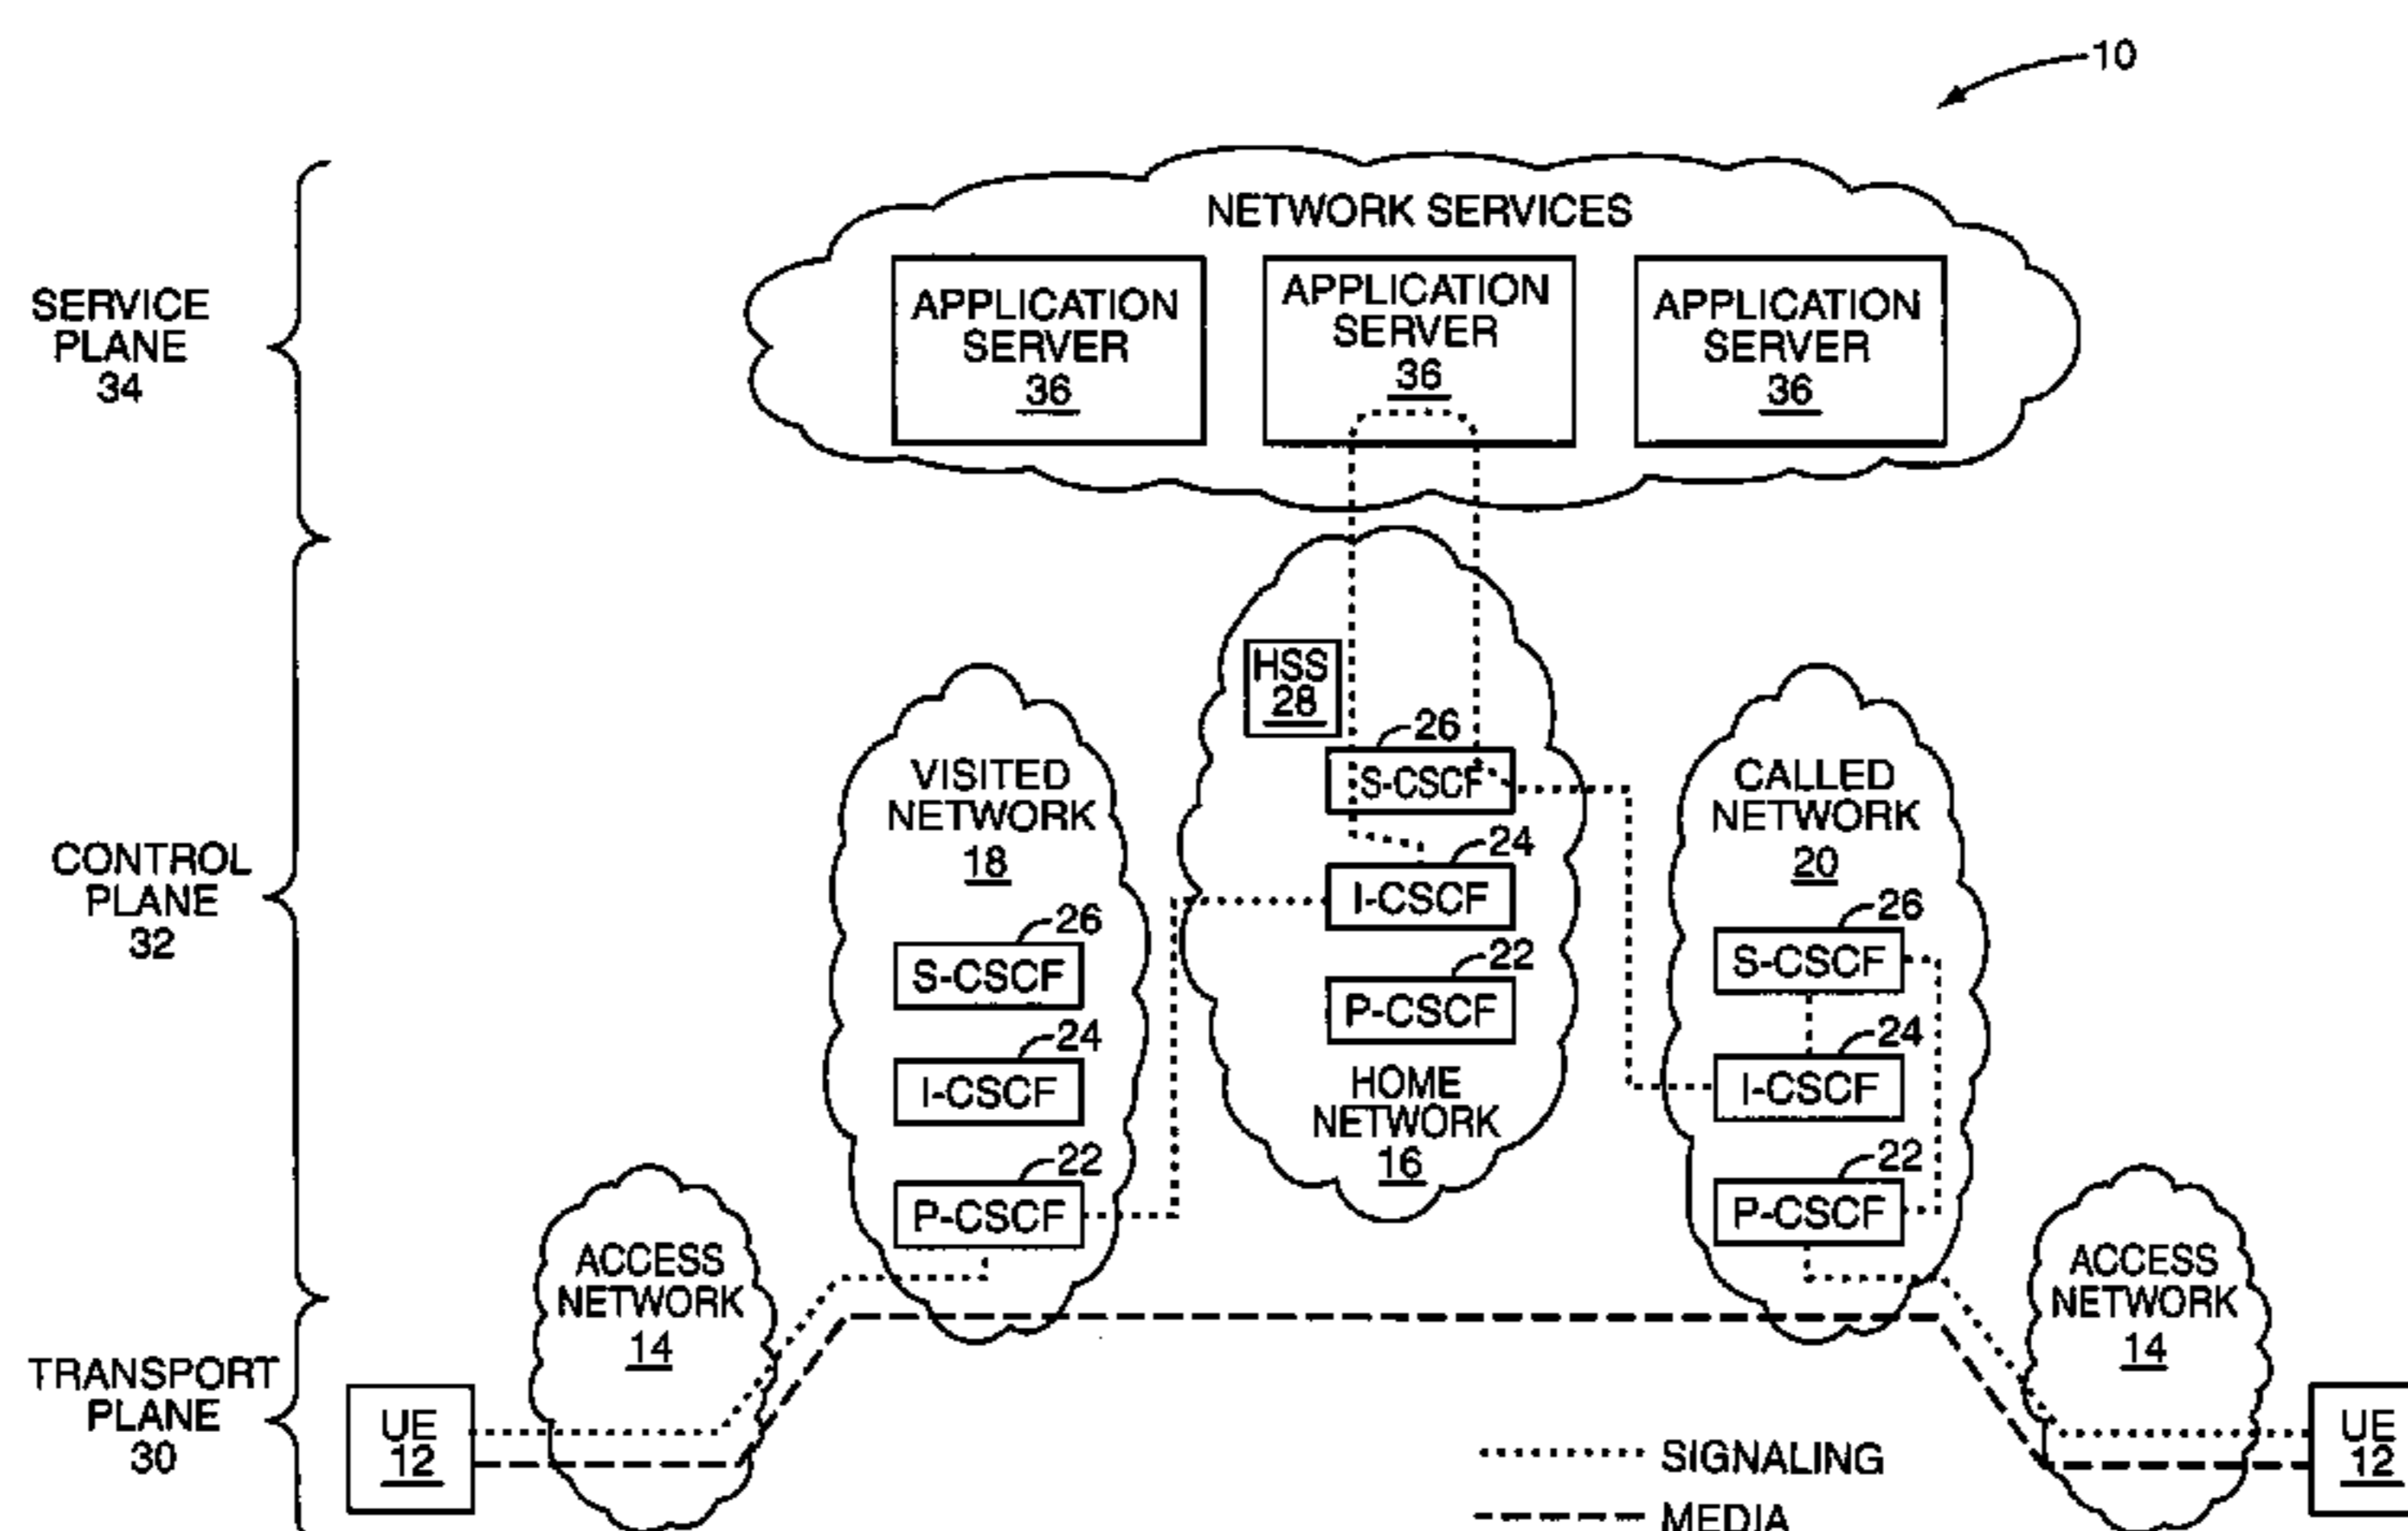 10
NETWORK SERVICES
APPLICATION
SERVER
36
APPLICATION
SERVER
36
APPLICATION
SERVER
36
SERVICE
PLANE
34
HSS
28
26
S-CSCF
24
I-CSCF
22
P-CSCF
HOME
NETWORK
16
VISITED
NETWORK
18
26
S-CSCF
24
I-CSCF
22
P-CSCF
CALLED
NETWORK
20
26
S-CSCF
24
I-CSCF
22
P-CSCF
CONTROL
PLANE
32
ACCESS
NETWORK
14
ACCESS
NETWORK
14
TRANSPORT
PLANE
30
UE
12
UE
12
SIGNALING
MEDIA